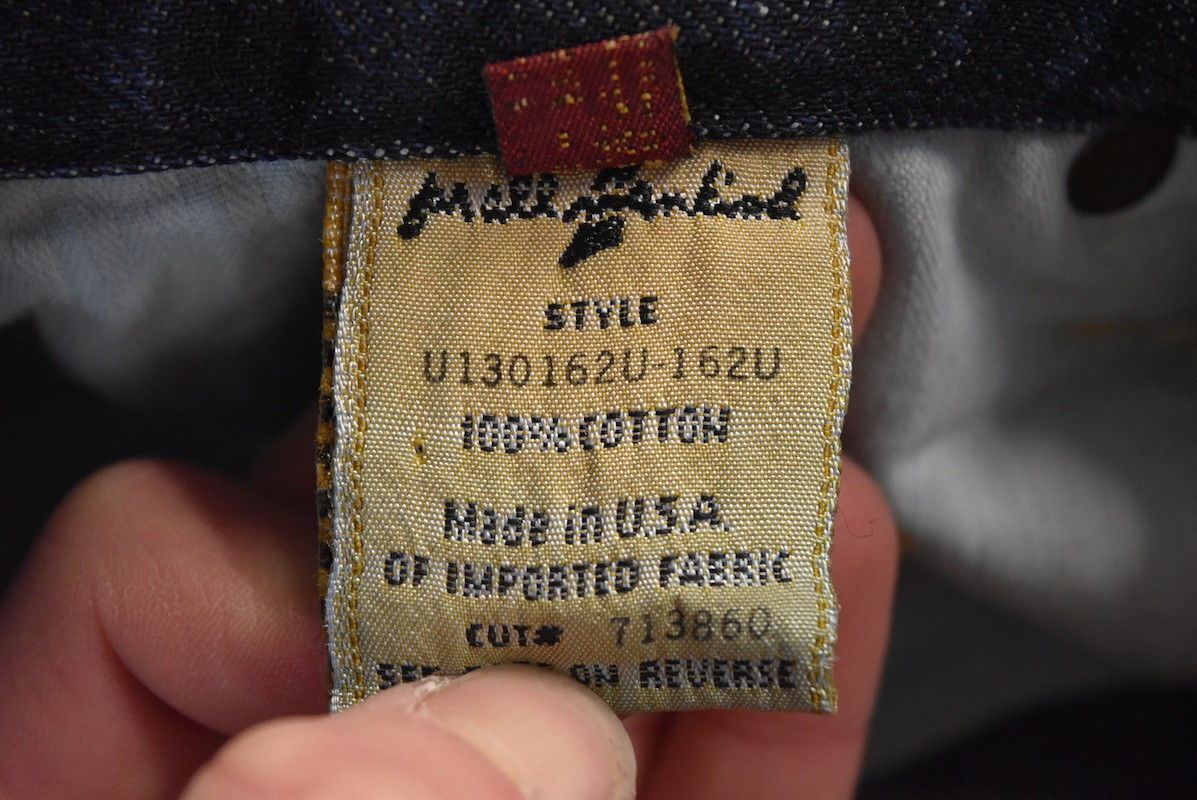 STYLE
U130162U-162U
100% COTTON
Made in U.S.A.
OF IMPORTED FABRIC
CUT# 713860
ON REVERSE